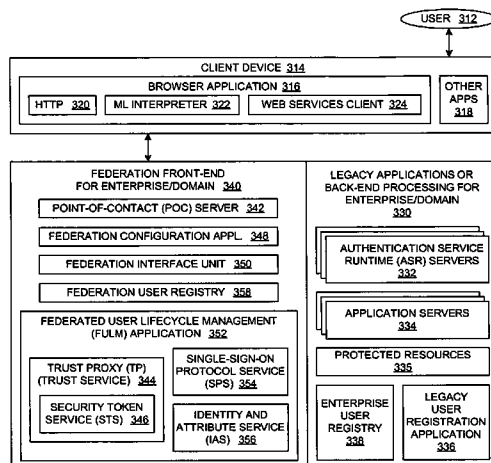 USER 312
CLIENT DEVICE 314
BROWSER APPLICATION 316
HTTP 320
ML INTERPRETER 322
WEB SERVICES CLIENT 324
OTHER
APPS
318
FEDERATION FRONT-END
FOR ENTERPRISE/DOMAIN 340
POINT-OF-CONTACT (POC) SERVER 342
FEDERATION CONFIGURATION APPL. 348
FEDERATION INTERFACE UNIT 350
FEDERATION USER REGISTRY 358
FEDERATED USER LIFECYCLE MANAGEMENT
(FULM) APPLICATION 352
TRUST PROXY (TP)
(TRUST SERVICE) 344
SECURITY TOKEN
SERVICE (STS) 346
SINGLE-SIGN-ON
PROTOCOL SERVICE
(SPS) 354
IDENTITY AND
ATTRIBUTE SERVICE
(IAS) 356
LEGACY APPLICATIONS OR
BACK-END PROCESSING FOR
ENTERPRISE/DOMAIN
330
AUTHENTICATION SERVICE
RUNTIME (ASR) SERVERS
332
APPLICATION SERVERS
334
PROTECTED RESOURCES
335
ENTERPRISE
USER
REGISTRY
338
LEGACY
USER
REGISTRATION
APPLICATION
336